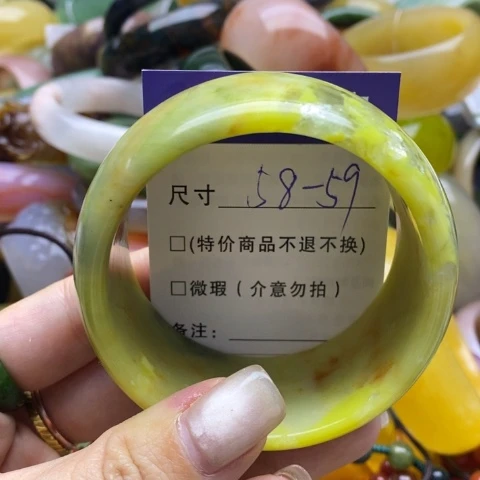 尺寸 58-59
□(特价商品不退不换)
□微瑕(介意勿拍)
备注: